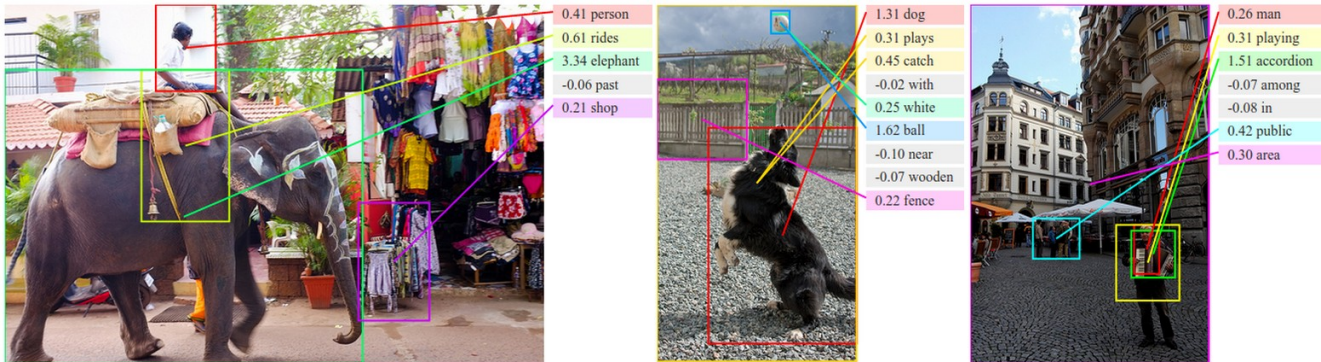 0.41 person
0.61 rides
3.34 elephant
-0.06 past
0.21 shop
1.31 dog
0.31 plays
0.45 catch
-0.02 with
0.25 white
1.62 ball
-0.10 near
-0.07 wooden
0.22 fence
0.26 man
0.31 playing
1.51 accordion
-0.07 among
-0.08 in
0.42 public
0.30 area